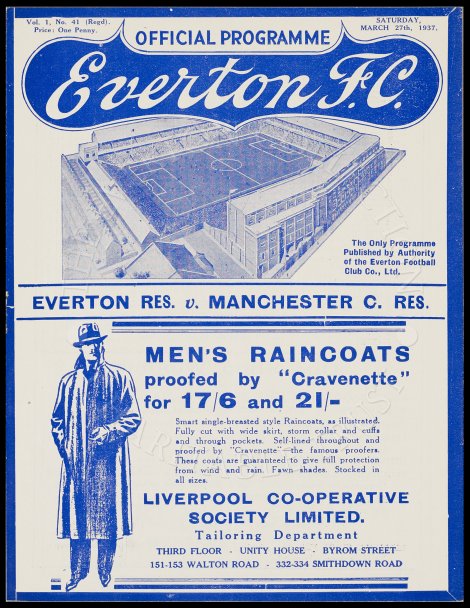 Vol. 1, No. 41 (Regd).
Price: One Penny.
SATURDAY,
MARCH 27th, 1937,
OFFICIAL PROGRAMME
Everton F.C.
The Only Programme
Published by Authority
of the Everton Football
Club Co., Ltd.
EVERTON RES. v. MANCHESTER C. RES.
MEN'S RAINCOATS
proofed by "Cravenette"
for 17/6 and 21/-
Smart single-breasted style Raincoats, as illustrated.
Fully cut with wide skirt, storm collar and cuffs
and through pockets. Self-lined throughout and
proofed by "Cravenette"—the famous proofers.
These coats are guaranteed to give full protection
from wind and rain. Fawn shades. Stocked in
all sizes.
LIVERPOOL CO-OPERATIVE
SOCIETY LIMITED.
Tailoring Department
THIRD FLOOR - UNITY HOUSE - BYROM STREET
151-153 WALTON ROAD - 332-334 SMITHDOWN ROAD